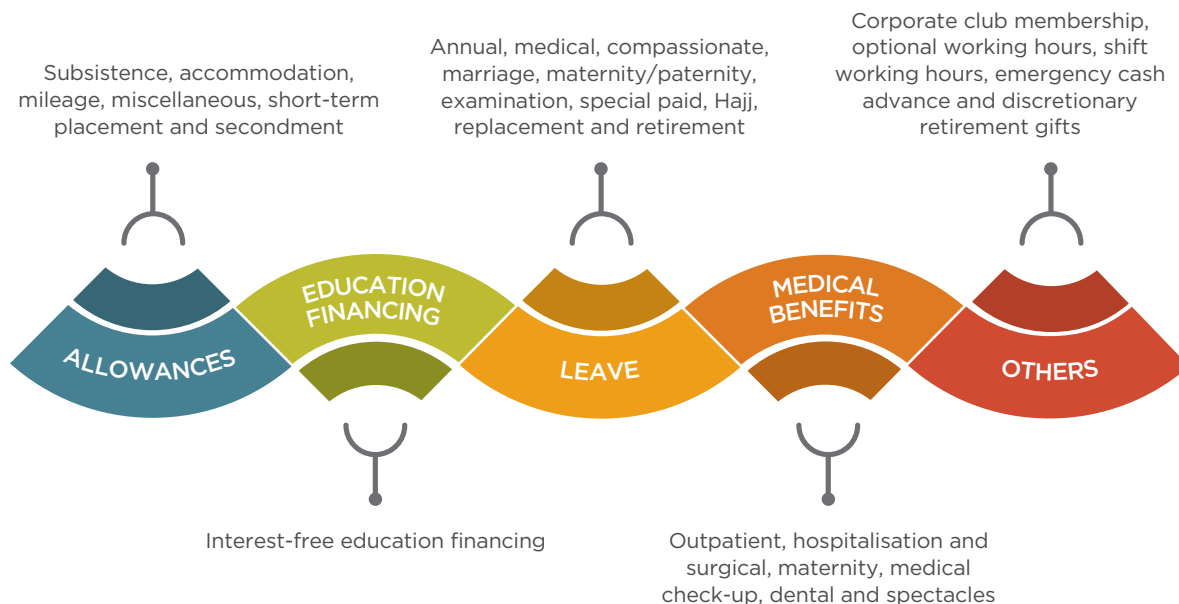 Subsistence, accommodation,
mileage, miscellaneous, short-term
placement and secondment
Annual, medical, compassionate,
marriage, maternity/paternity,
examination, special paid, Hajj,
replacement and retirement
Corporate club membership,
optional working hours, shift
working hours, emergency cash
advance and discretionary
retirement gifts
ALLOWANCES
EDUCATION
FINANCING
LEAVE
MEDICAL
BENEFITS
OTHERS
Interest-free education financing
Outpatient, hospitalisation and
surgical, maternity, medical
check-up, dental and spectacles